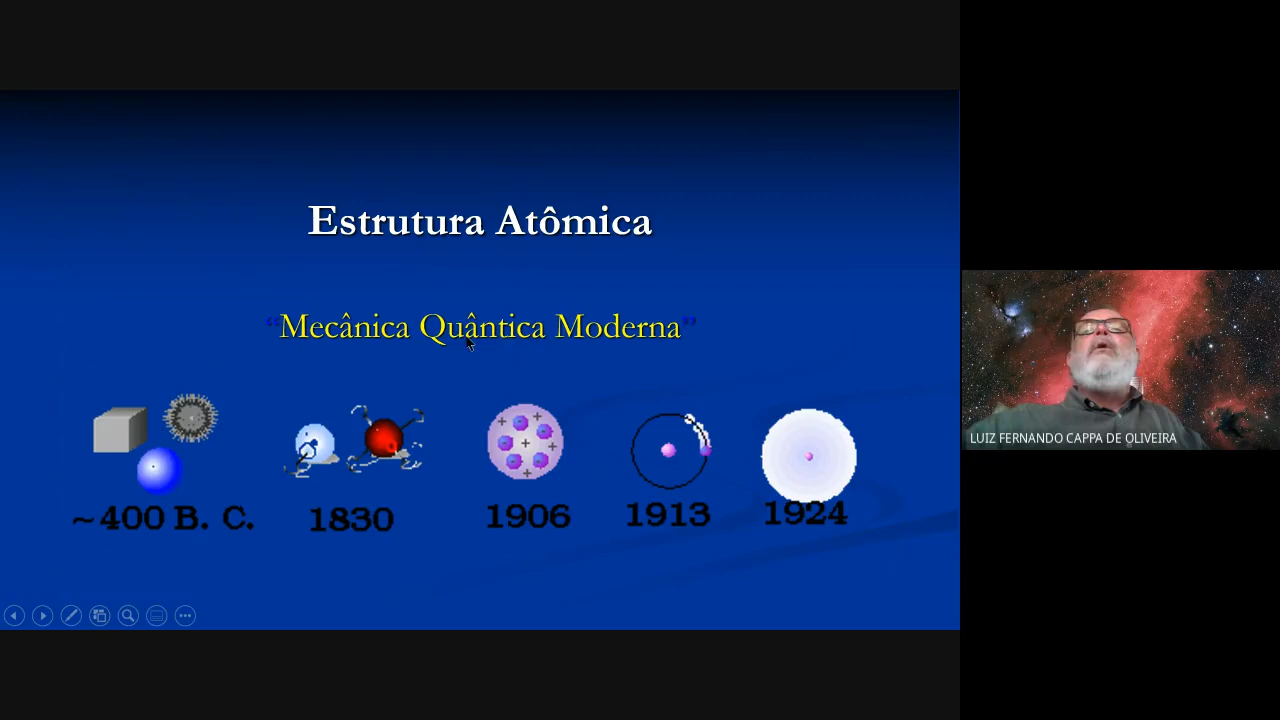 Estrutura Atômica
“Mecânica Quântica Moderna”
~400 B. C.
1830
1906
1913
1924
LUIZ FERNANDO CAPPA DE OLIVEIRA